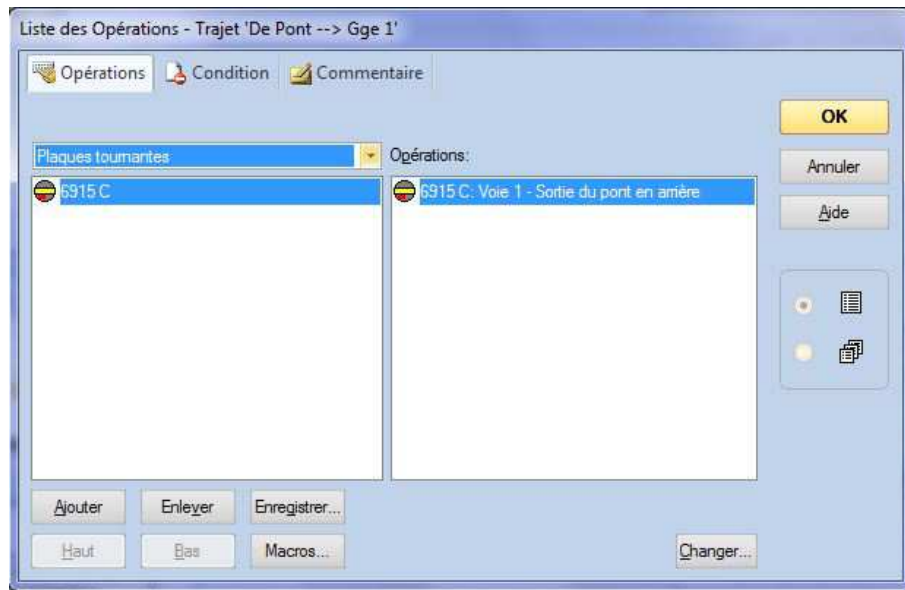 Liste des Opérations - Trajet 'De Pont --> Gge 1'
Opérations Condition Commentaire
OK
Plaques tournantes Opérations:
Annuler
6915 C 6915 C: Voie 1 - Sortie du pont en arrière
Aide
Ajouter Enlever Enregistrer...
Haut Bas Macros... Changer...